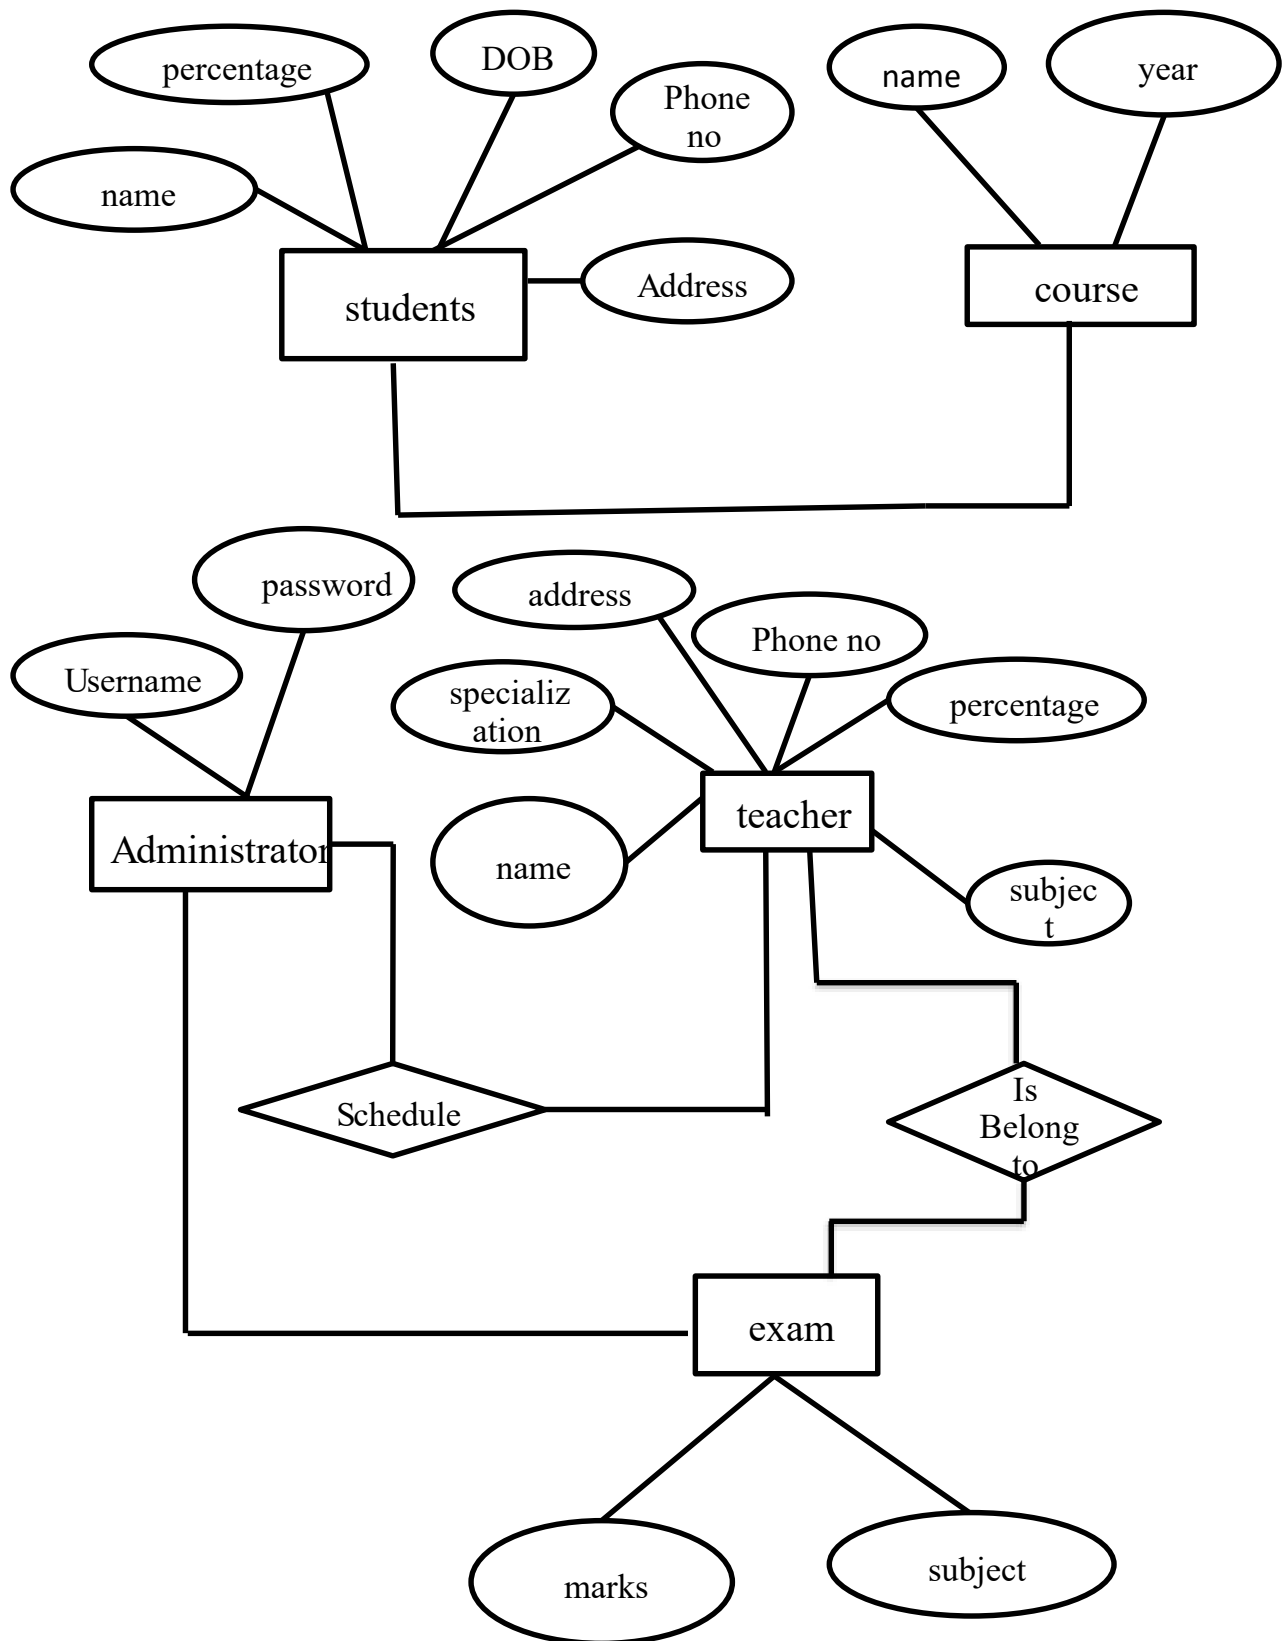 percentage
DOB
Phone
no
name
year
name
students
Address
course
password
address
Phone no
Username
specializ
ation
percentage
teacher
Administrator
name
subjec
t
Schedule
Is
Belong
to
exam
marks
subject